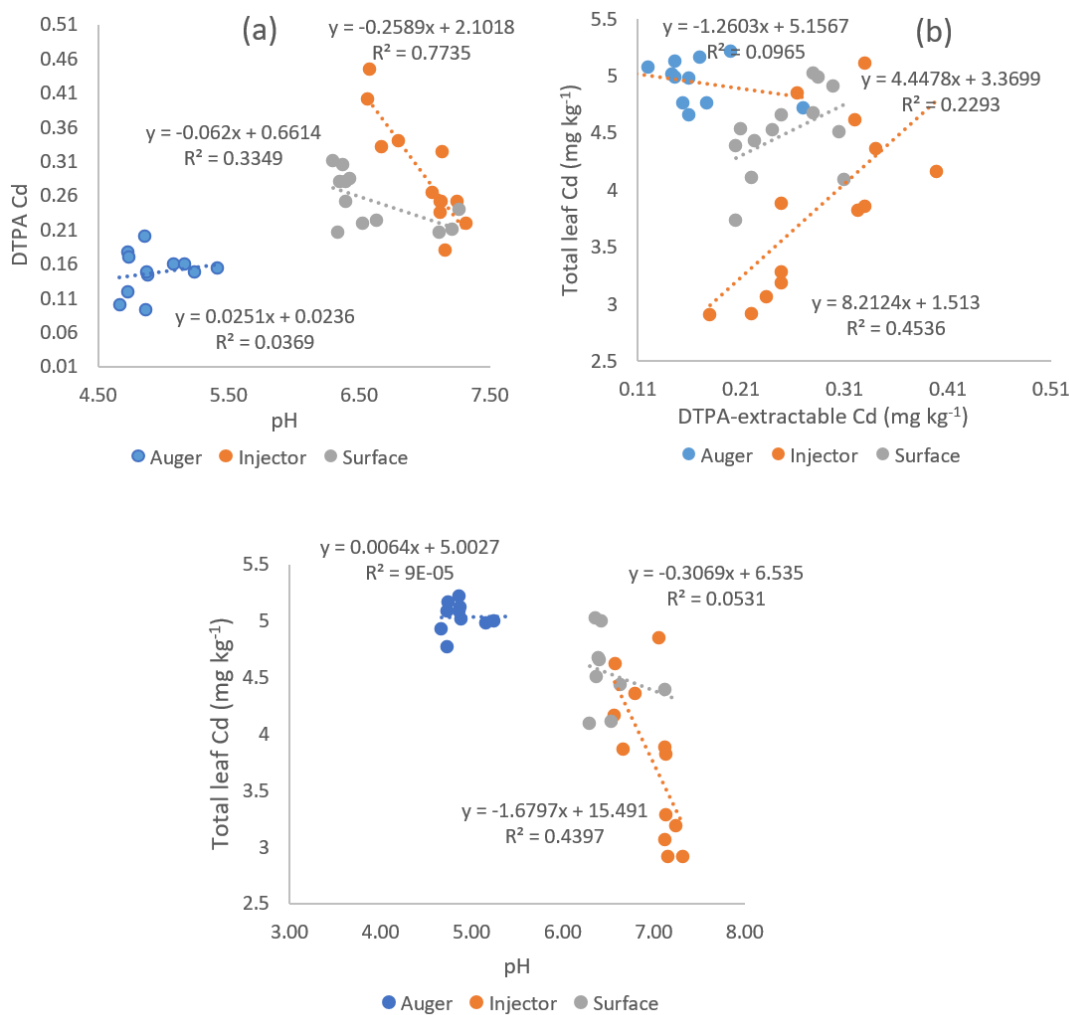 (a)
y = -0.2589x + 2.1018
R² = 0.7735
y = -0.062x + 0.6614
R² = 0.3349
y = 0.0251x + 0.0236
R² = 0.0369
DTPA Cd
0.51
0.46
0.41
0.36
0.31
0.26
0.21
0.16
0.11
0.06
0.01
4.50 5.50 6.50 7.50
pH
Auger Injector Surface
(b)
y = -1.2603x + 5.1567
R² = 0.0965
y = 4.4478x + 3.3699
R² = 0.2293
y = 8.2124x + 1.513
R² = 0.4536
Total leaf Cd (mg kg⁻¹)
5.5
5
4.5
4
3.5
3
2.5
0.11 0.21 0.31 0.41 0.51
DTPA-extractable Cd (mg kg⁻¹)
Auger Injector Surface
y = 0.0064x + 5.0027
R² = 9E-05
y = -0.3069x + 6.535
R² = 0.0531
y = -1.6797x + 15.491
R² = 0.4397
Total leaf Cd (mg kg⁻¹)
5.5
5
4.5
4
3.5
3
2.5
3.00 4.00 5.00 6.00 7.00 8.00
pH
Auger Injector Surface